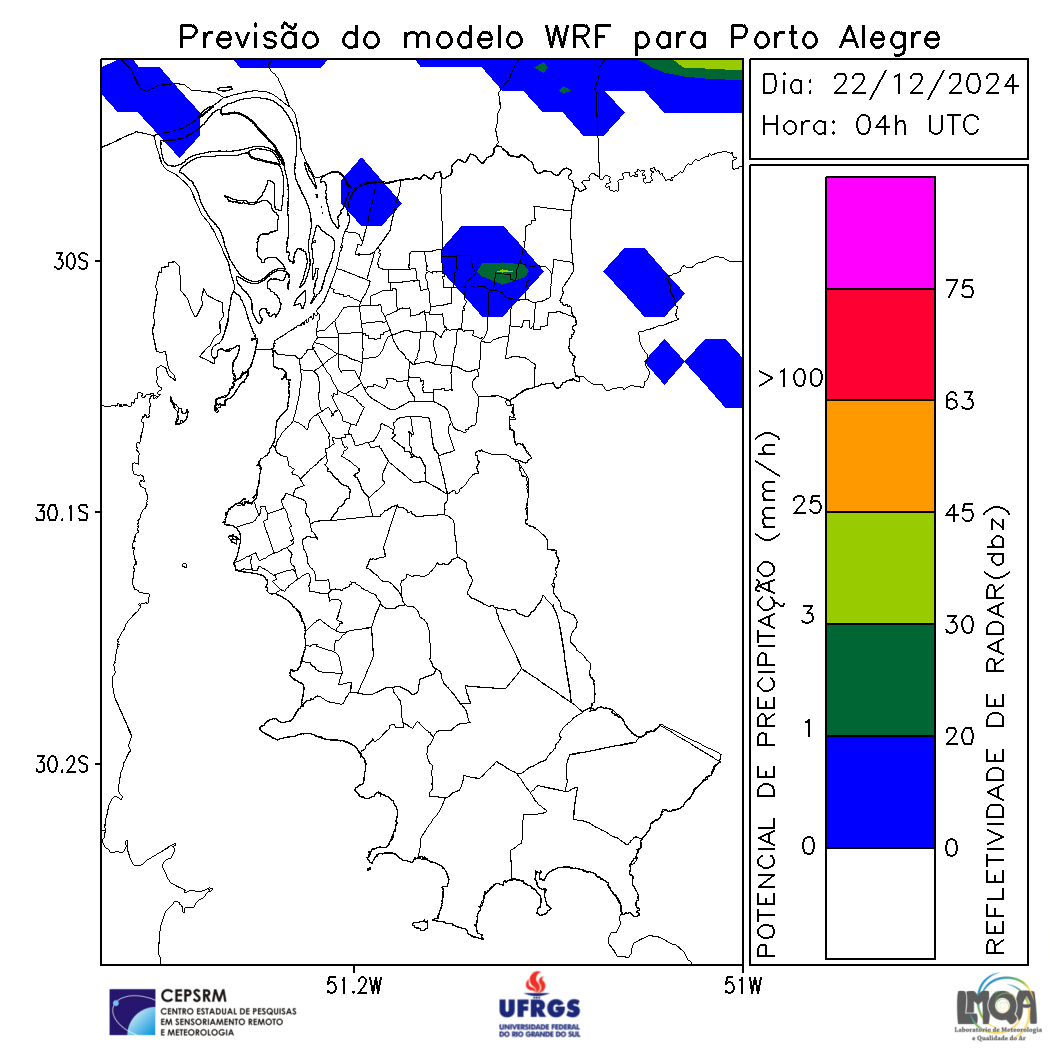 Previsão do modelo WRF para Porto Alegre
Dia: 22/12/2024
Hora: 04h UTC
30S
30.1S
30.2S
51.2W
51W
POTENCIAL DE PRECIPITAÇÃO (mm/h)
>100
25
3
1
0
75
63
45
30
20
0
REFLETIVIDADE DE RADAR(dbz)
CEPSRM
CENTRO ESTADUAL DE PESQUISAS
EM SENSORIAMENTO REMOTO
E METEOROLOGIA
UFRGS
UNIVERSIDADE FEDERAL
DO RIO GRANDE DO SUL
LMQA
Laboratório de Meteorologia
e Qualidade do Ar